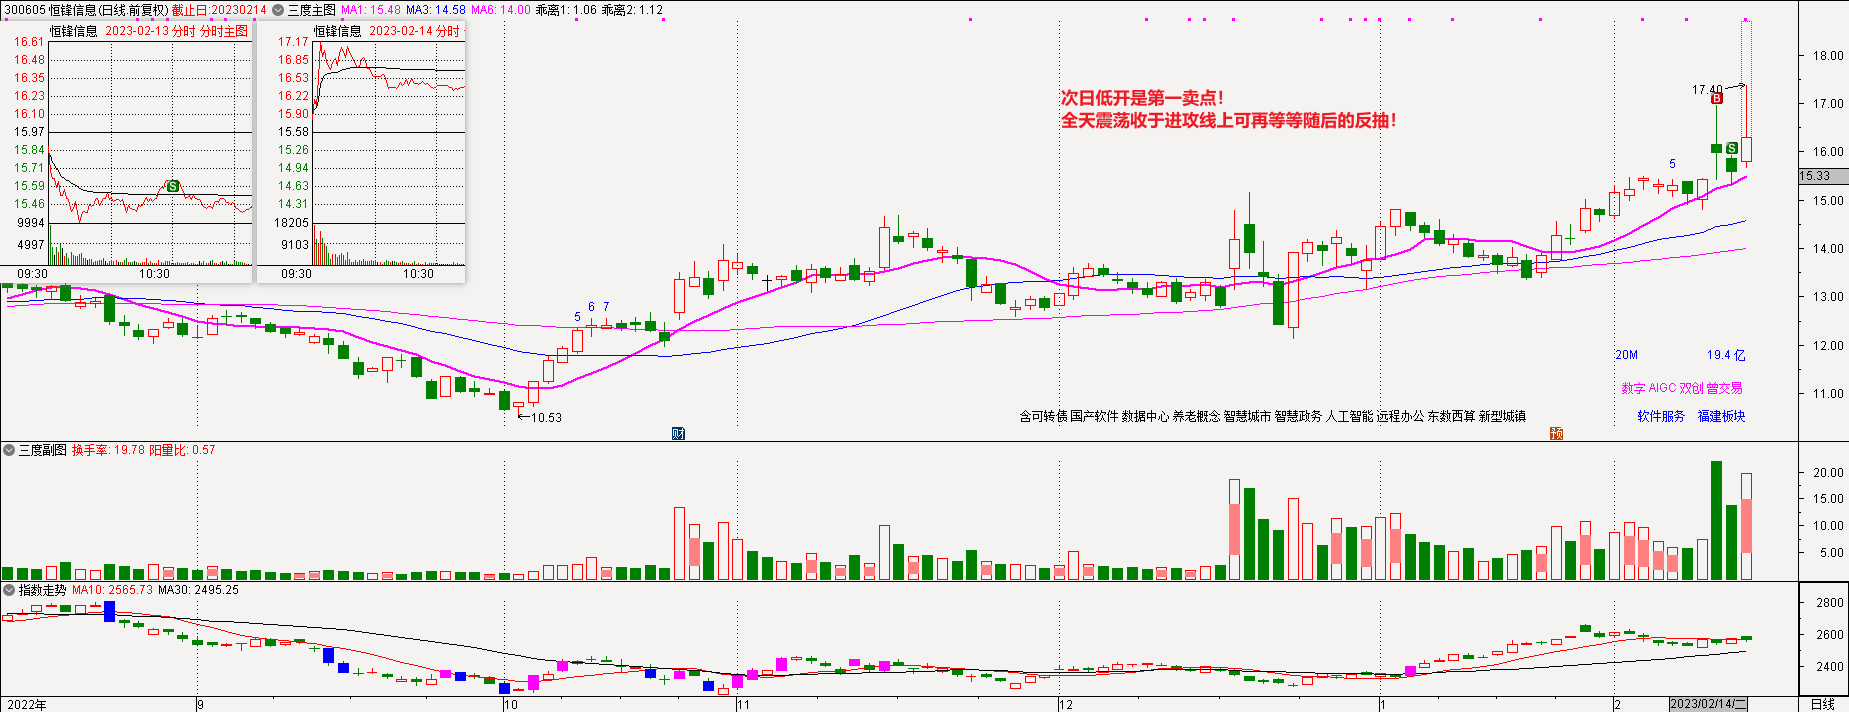 300605 恒锋信息(日线.前复权) 截止日:20230214 三度主图 MA1: 15.48 MA3: 14.58 MA6: 14.00 乖离1: 1.06 乖离2: 1.12
恒锋信息 2023-02-13 分时 分时主图
16.61
16.48
16.35
16.23
16.10
15.97
15.84
15.71
15.59
15.46
9994
4997
09:30 10:30
S
恒锋信息 2023-02-14 分时
17.17
16.85
16.53
16.22
15.90
15.58
15.26
14.94
14.63
14.31
18205
9103
09:30 10:30
次日低开是第一卖点!
全天震荡收于进攻线上可再等等随后的反抽!
17.40
B
S
5
5 6 7
10.53
18.00
17.00
16.00
15.33
15.00
14.00
13.00
12.00
11.00
20M 19.4 亿
数字 AIGC 双创 曾交易
含可转债 国产软件 数据中心 养老概念 智慧城市 智慧政务 人工智能 远程办公 东数西算 新型城镇
软件服务 福建板块
财
预
三度副图 换手率: 19.78 阳量比: 0.57
20.00
15.00
10.00
5.00
指数走势 MA10: 2565.73 MA30: 2495.25
2800
2600
2400
2022年 9 10 11 12 1 2 2023/02/14/二 日线